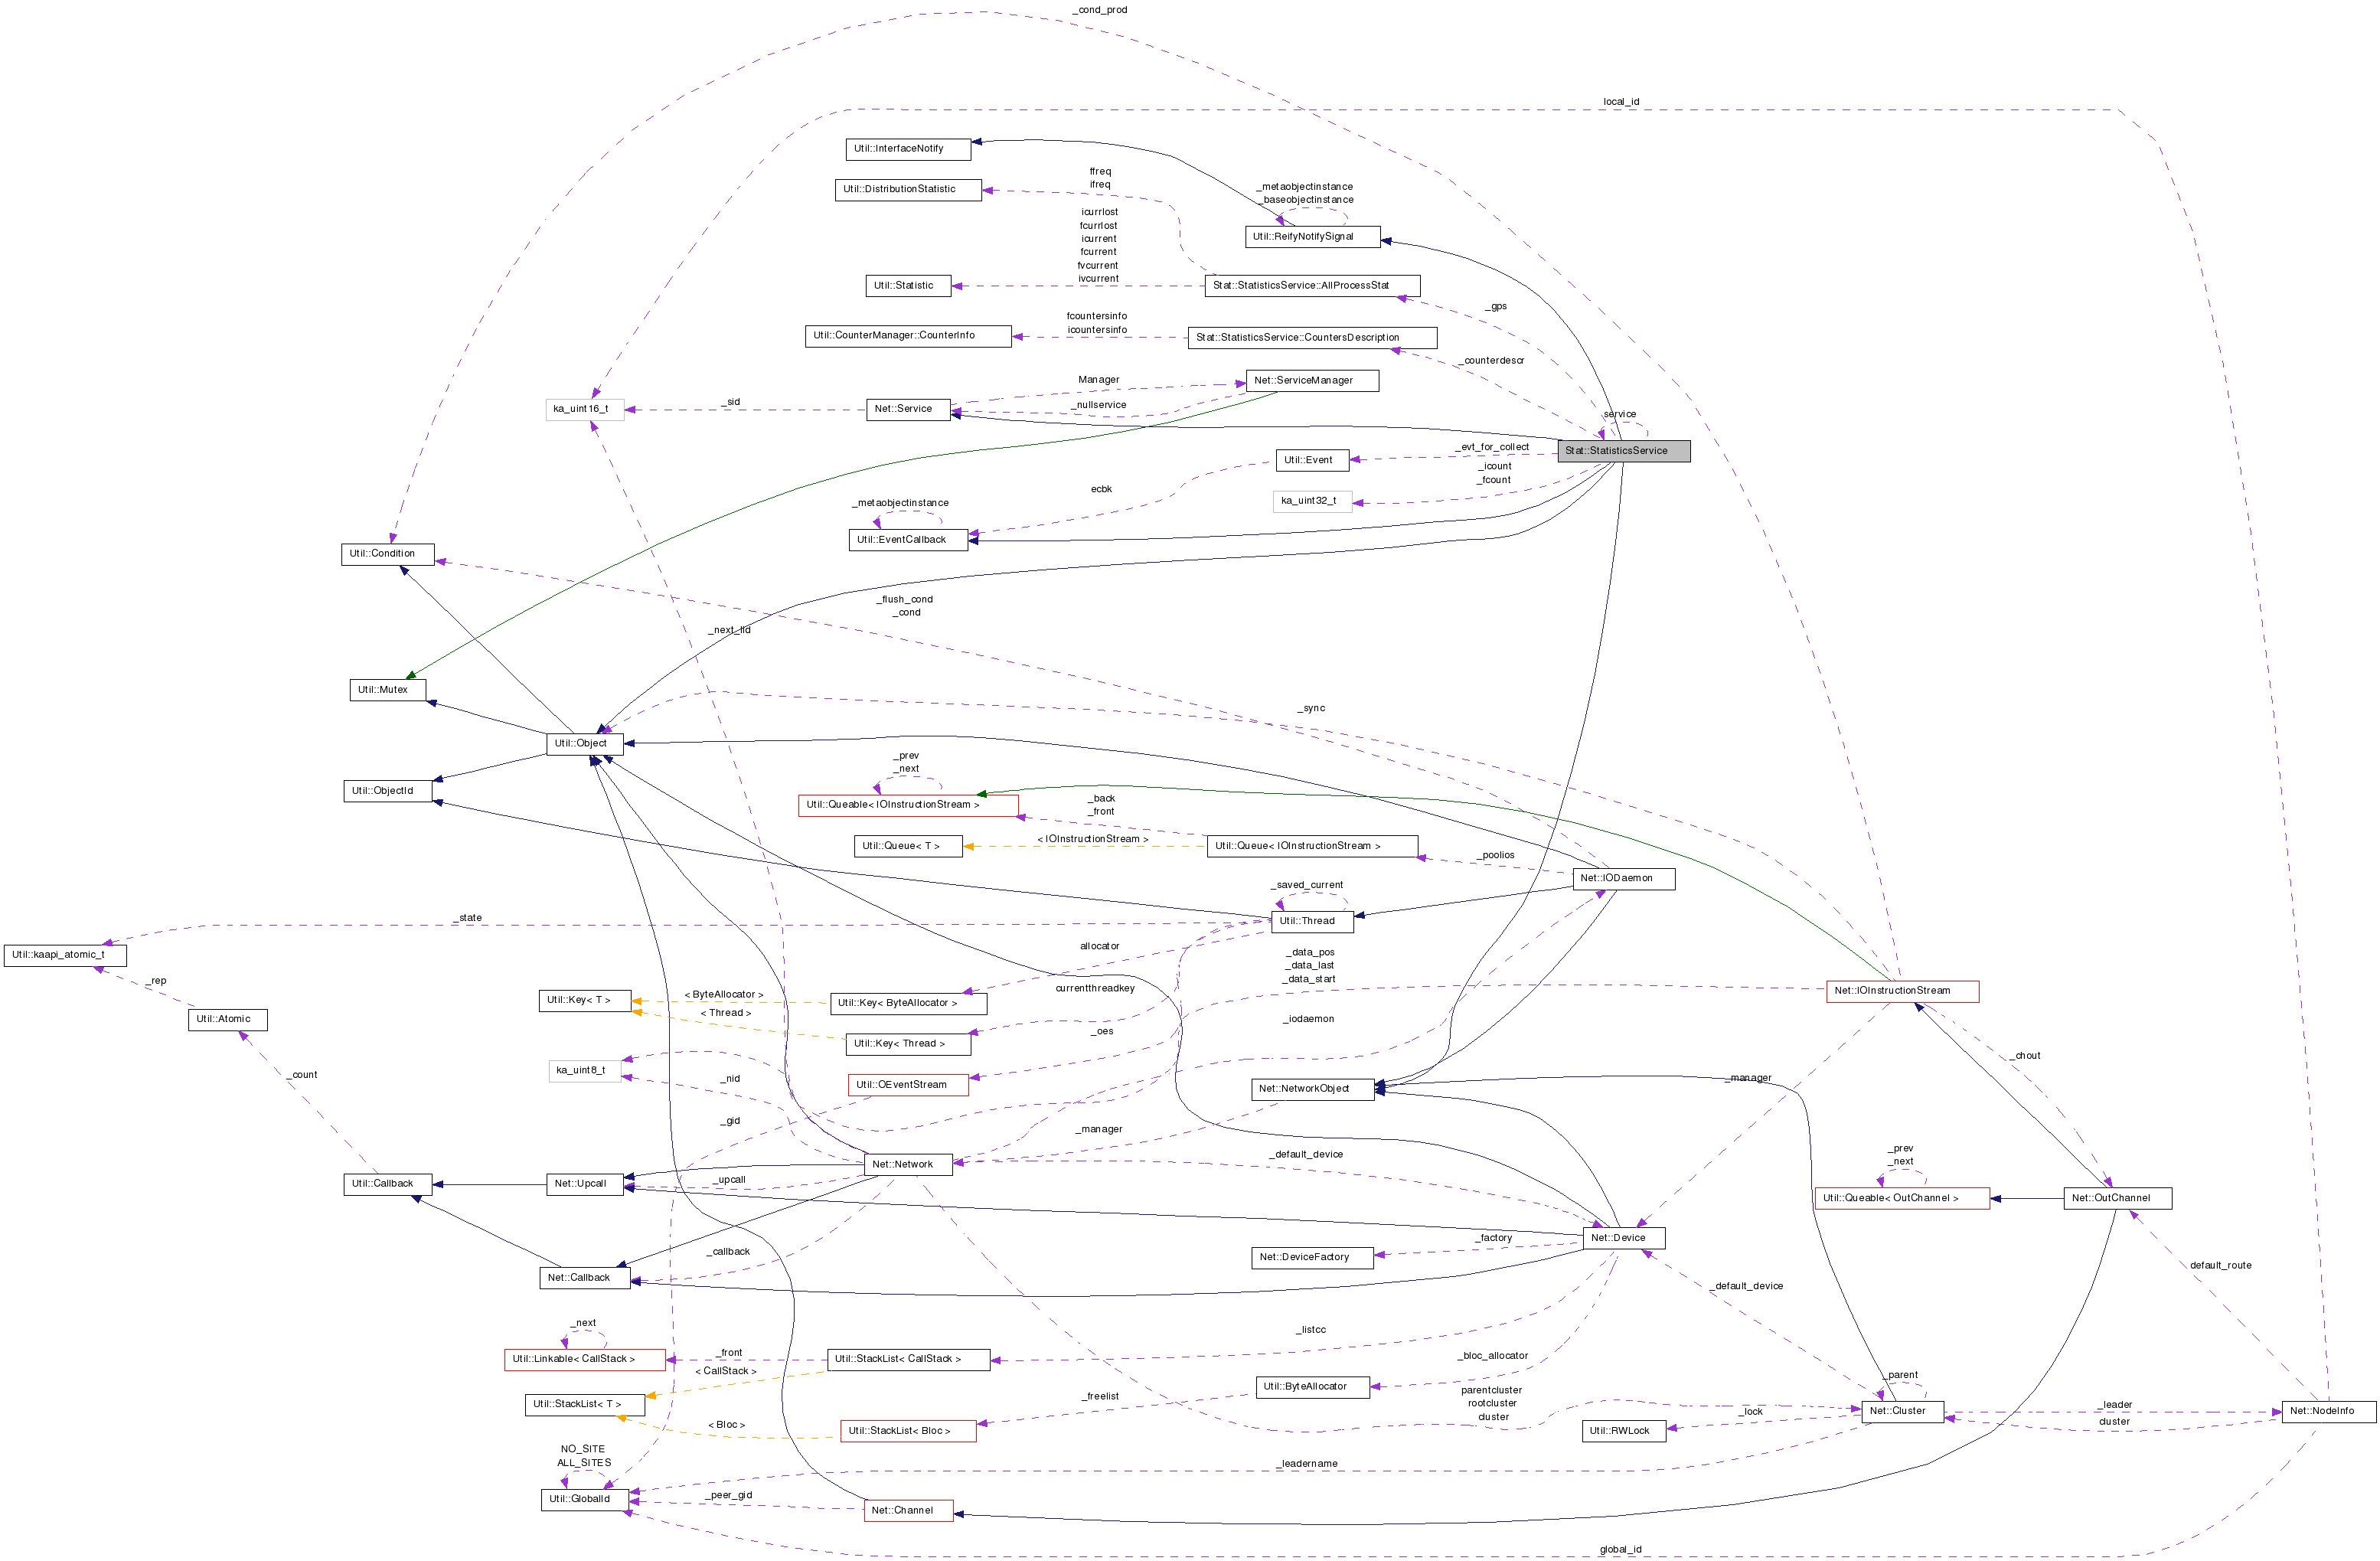 _cond_prod
local_id
Util::InterfaceNotify
ffreq
ifreq
Util::DistributionStatistic
_metaobjectinstance
_baseobjectinstance
Util::ReifyNotifySignal
icurrlost
fcurrlost
icurrent
fcurrent
fvcurrent
ivcurrent
Util::Statistic
Stat::StatisticsService::AllProcessStat
_gps
fcountersinfo
icountersinfo
Util::CounterManager::CounterInfo
Stat::StatisticsService::CountersDescription
_counterdescr
Manager
Net::ServiceManager
ka_uint16_t
_sid
Net::Service
_nullservice
service
Stat::StatisticsService
_evt_for_collect
Util::Event
_icount
_fcount
ecbk
ka_uint32_t
_metaobjectinstance
Util::EventCallback
Util::Condition
_flush_cond
_cond
_next_lid
Util::Mutex
_sync
Util::Object
_prev
_next
Util::ObjectId
Util::Queable< IOInstructionStream >
_back
_front
Util::Queue< T >
< IOInstructionStream >
Util::Queue< IOInstructionStream >
_poolios
Net::IODaemon
_saved_current
_state
Util::Thread
allocator
Util::kaapi_atomic_t
_data_pos
_data_last
_data_start
_rep
currentthreadkey
Net::IOInstructionStream
Util::Key< T >
< ByteAllocator >
Util::Key< ByteAllocator >
< Thread >
Util::Atomic
_iodaemon
_oes
Util::Key< Thread >
_chout
ka_uint8_t
_count
_nid
Util::OEventStream
Net::NetworkObject
_manager
_gid
_manager
_prev
_next
_default_device
Net::Network
Util::Callback
Net::Upcall
_upcall
Util::Queable< OutChannel >
Net::OutChannel
Net::Device
_factory
_callback
Net::DeviceFactory
default_route
Net::Callback
_default_device
_next
_listcc
Util::Linkable< CallStack >
_front
Util::StackList< CallStack >
_bloc_allocator
< CallStack >
_parent
Util::ByteAllocator
parentcluster
rootcluster
cluster
_freelist
Util::StackList< T >
_leader
Net::Cluster
_lock
Net::NodeInfo
cluster
< Bloc >
Util::StackList< Bloc >
Util::RWLock
NO_SITE
ALL_SITES
_leadername
Util::GlobalId
_peer_gid
Net::Channel
global_id